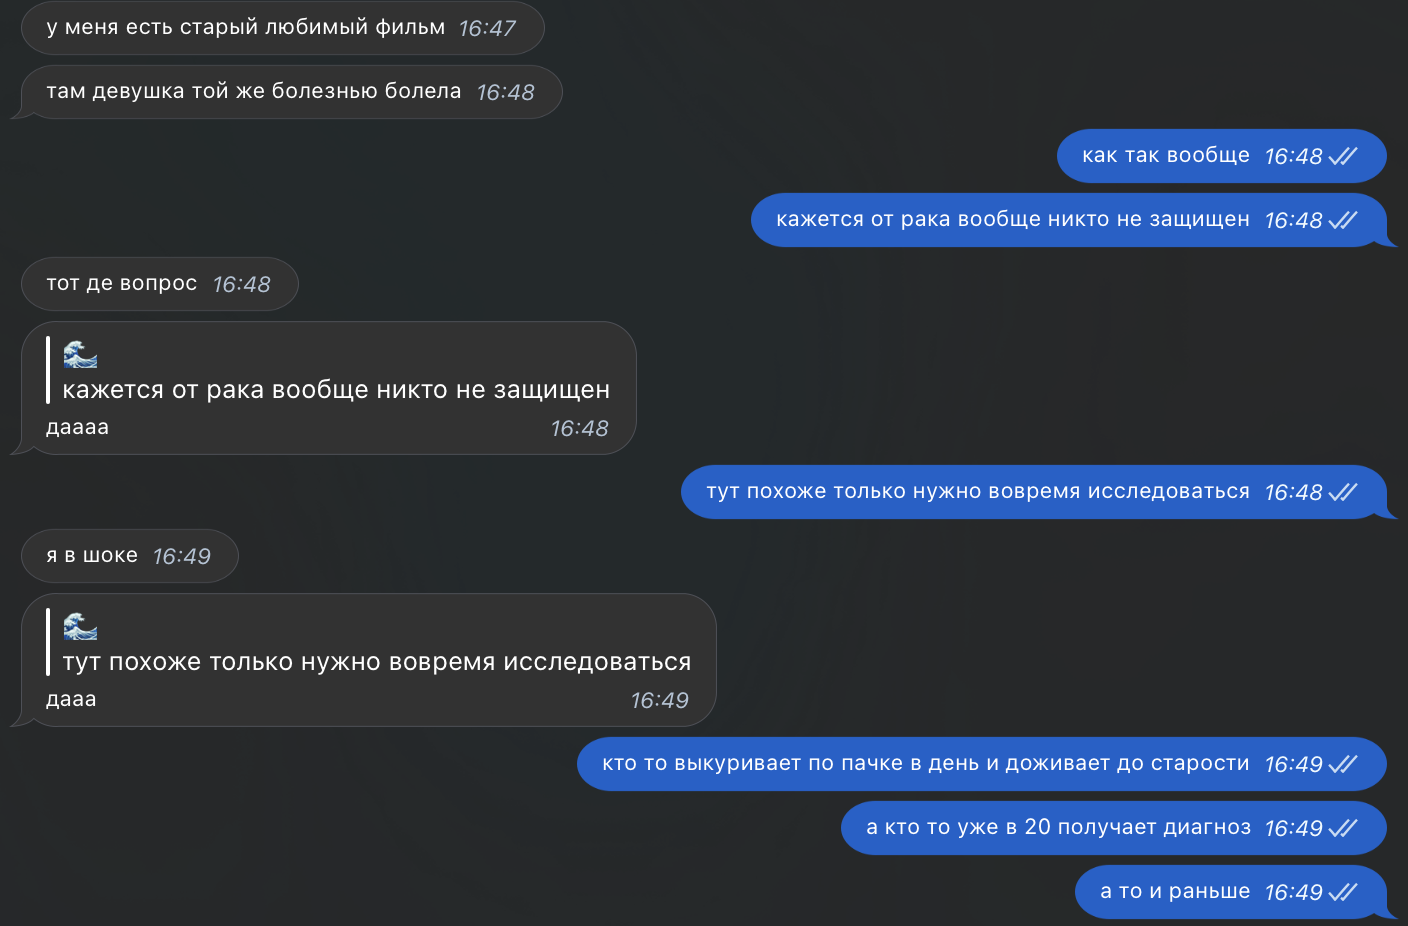 у меня есть старый любимый фильм 16:47
там девушка той же болезнью болела 16:48
как так вообще 16:48
кажется от рака вообще никто не защищен 16:48
тот де вопрос 16:48
кажется от рака вообще никто не защищен
даааа 16:48
тут похоже только нужно вовремя исследоваться 16:48
я в шоке 16:49
тут похоже только нужно вовремя исследоваться
дааа 16:49
кто то выкуривает по пачке в день и доживает до старости 16:49
а кто то уже в 20 получает диагноз 16:49
а то и раньше 16:49